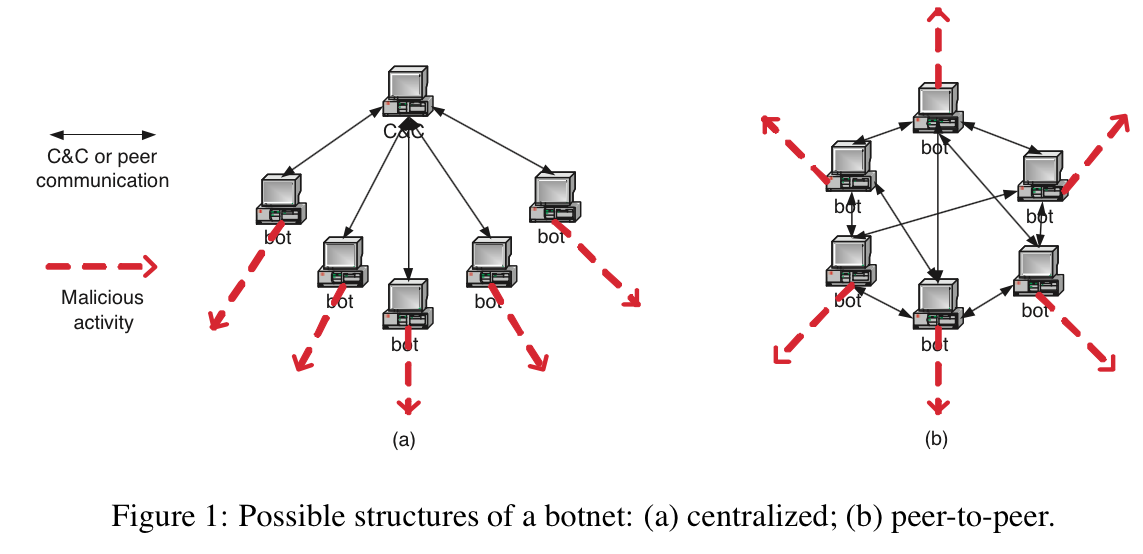 C&C or peer
communication
Malicious
activity
C&C
bot
bot
bot
bot
bot
(a)
bot
bot
bot
bot
bot
bot
(b)
Figure 1: Possible structures of a botnet: (a) centralized; (b) peer-to-peer.